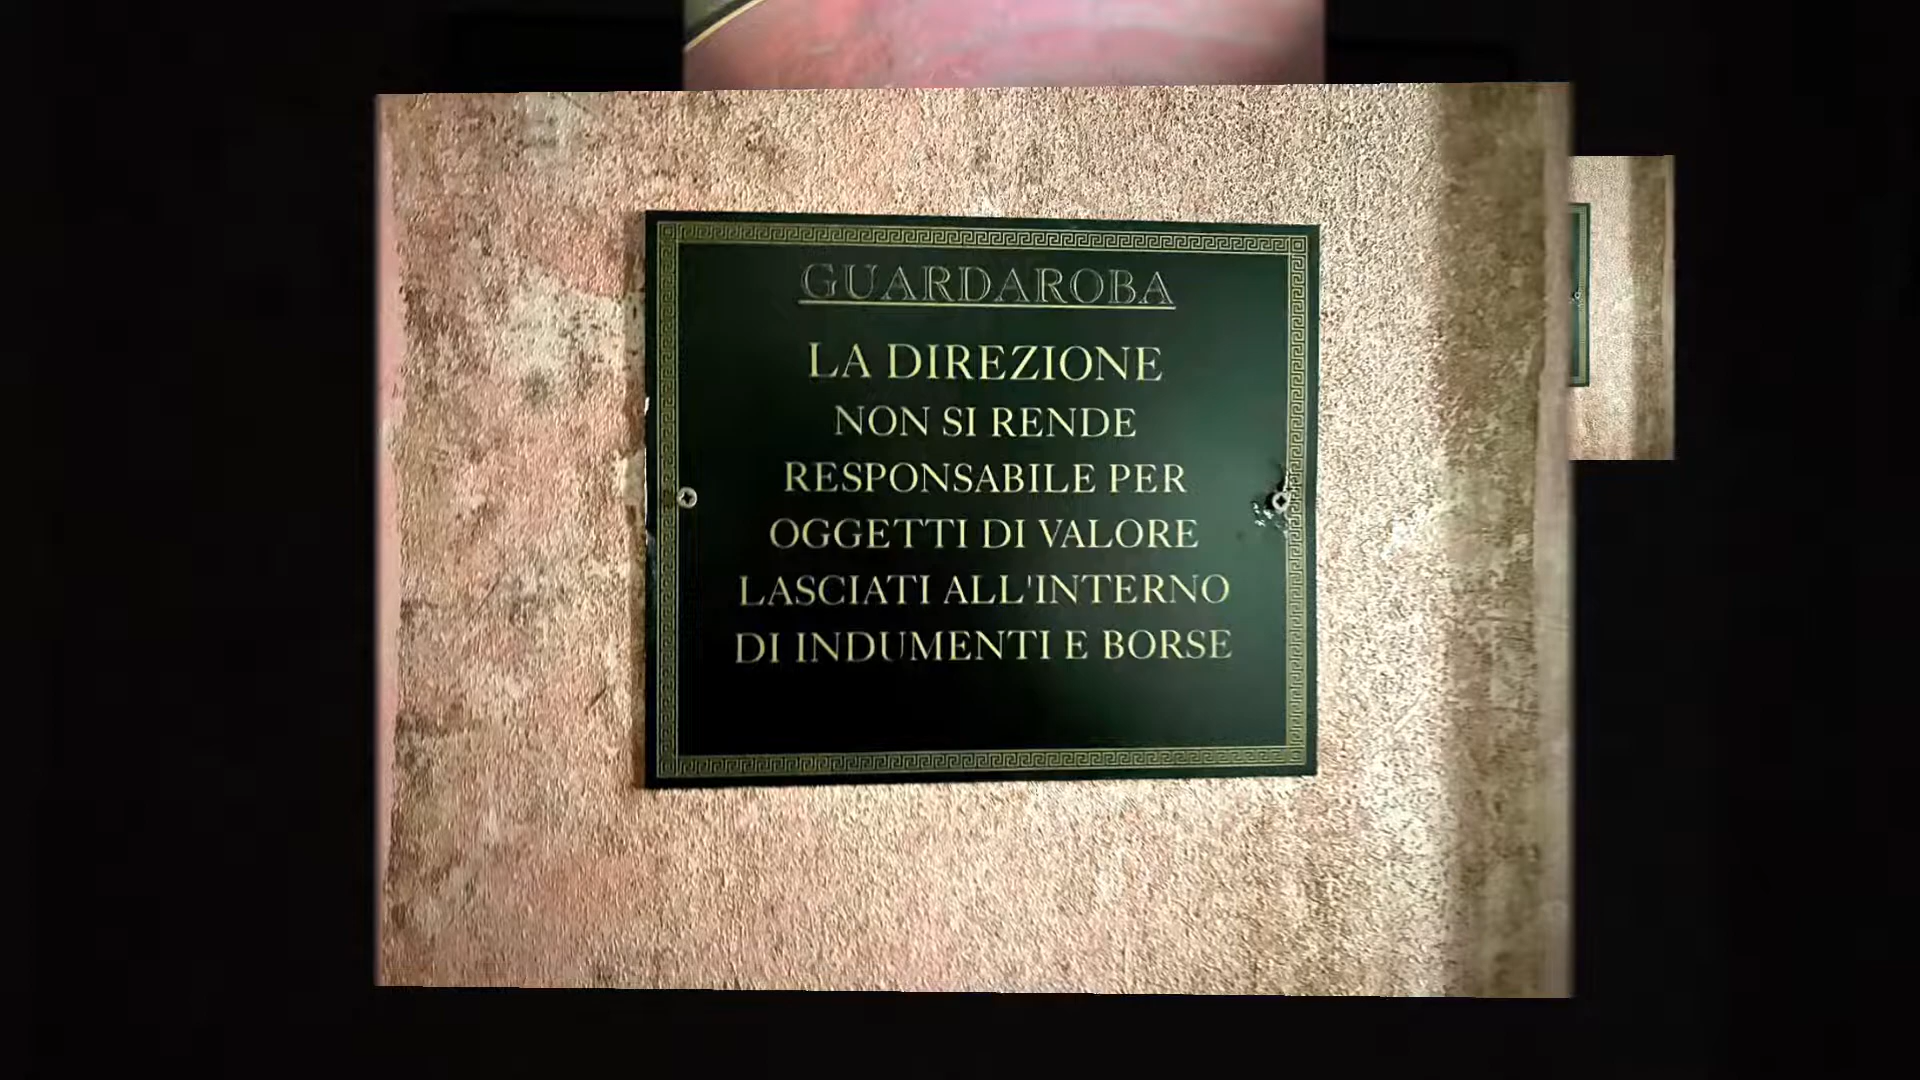 GUARDAROBA
LA DIREZIONE
NON SI RENDE
RESPONSABILE PER
OGGETTI DI VALORE
LASCIATI ALL'INTERNO
DI INDUMENTI E BORSE